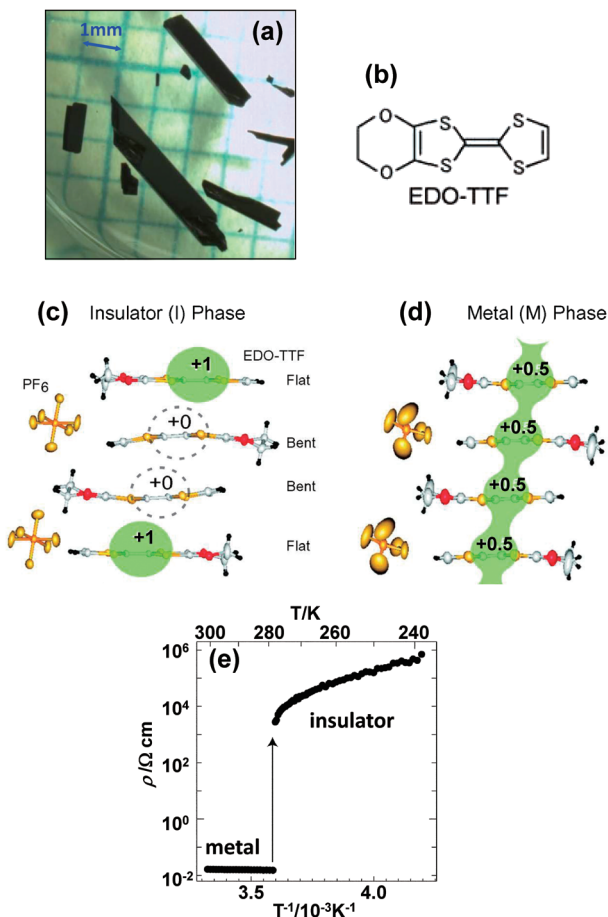 (a)
1mm
(b)
O
S
S
O
S
S
EDO-TTF
(c) Insulator (I) Phase
+1
EDO-TTF
Flat
PF6
+0
Bent
+0
Bent
+1
Flat
(d) Metal (M) Phase
+0.5
+0.5
+0.5
+0.5
T/K
300 280 260 240
(e)
10^6
10^4
10^2
10^0
10^-2
ρ/Ω cm
insulator
metal
3.5 4.0
T^-1/10^-3K^-1